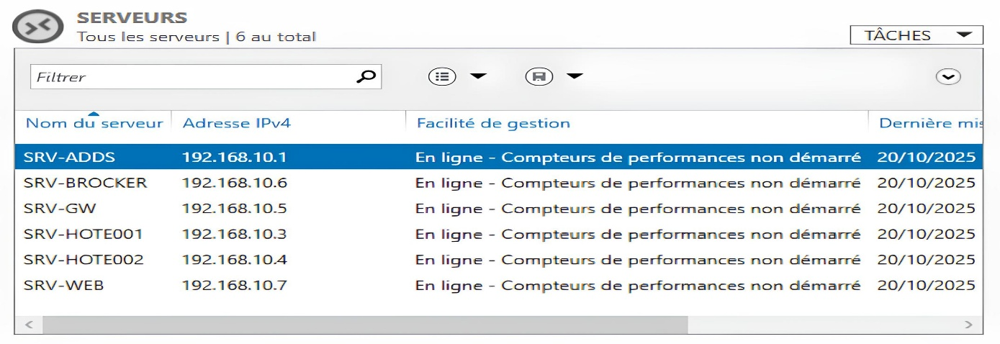 SERVEURS
Tous les serveurs | 6 au total
TÂCHES
Filtrer
Nom du serveur Adresse IPv4 Facilité de gestion Dernière mis
SRV-ADDS 192.168.10.1 En ligne - Compteurs de performances non démarré 20/10/2025
SRV-BROCKER 192.168.10.6 En ligne - Compteurs de performances non démarré 20/10/2025
SRV-GW 192.168.10.5 En ligne - Compteurs de performances non démarré 20/10/2025
SRV-HOTE001 192.168.10.3 En ligne - Compteurs de performances non démarré 20/10/2025
SRV-HOTE002 192.168.10.4 En ligne - Compteurs de performances non démarré 20/10/2025
SRV-WEB 192.168.10.7 En ligne - Compteurs de performances non démarré 20/10/2025